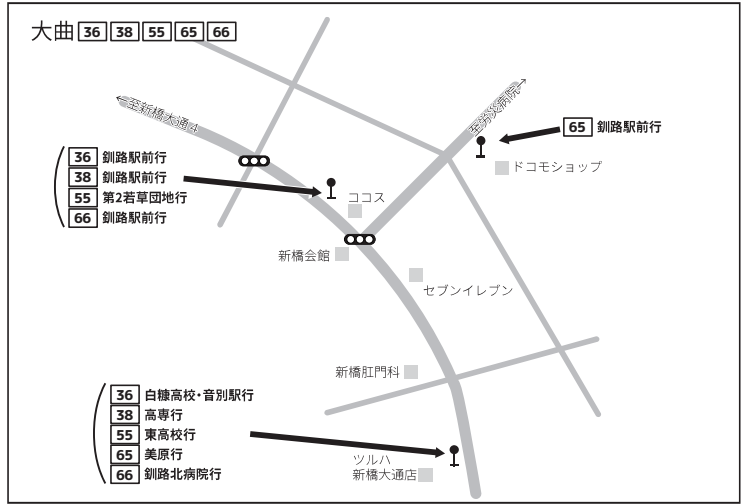 大曲 36 38 55 65 66
←至新橋大通4
至労災病院→
65 釧路駅前行
ドコモショップ
36 釧路駅前行
38 釧路駅前行
55 第2若草団地行
66 釧路駅前行
ココス
新橋会館
セブンイレブン
新橋肛門科
36 白糠高校・音別駅行
38 高専行
55 東高校行
65 美原行
66 釧路北病院行
ツルハ
新橋大通店